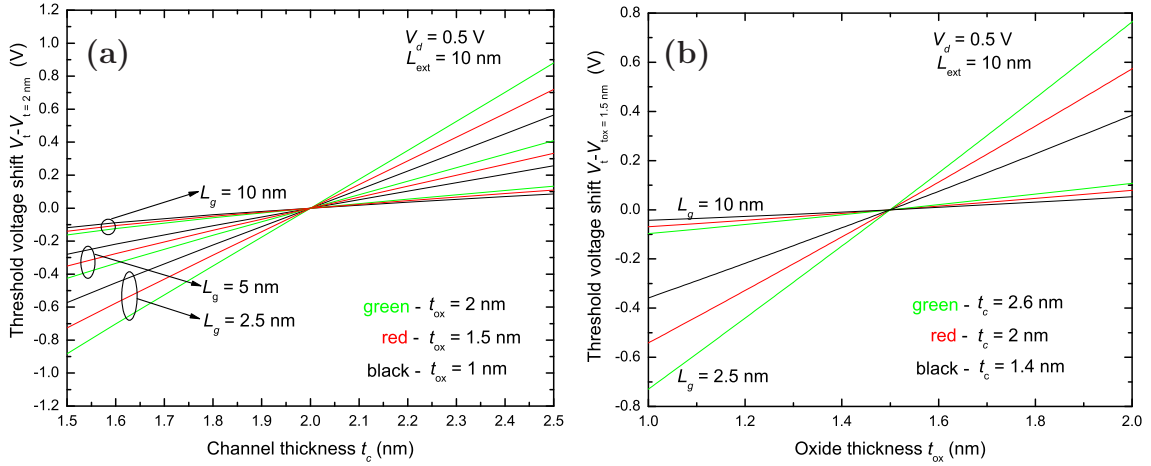 (a)
V_d = 0.5 V
L_ext = 10 nm
Threshold voltage shift V_t-V_{t = 2 nm} (V)
1.2
1.0
0.8
0.6
0.4
0.2
0.0
-0.2
-0.4
-0.6
-0.8
-1.0
-1.2
L_g = 10 nm
L_g = 5 nm
L_g = 2.5 nm
green - t_ox = 2 nm
red - t_ox = 1.5 nm
black - t_ox = 1 nm
1.5 1.6 1.7 1.8 1.9 2.0 2.1 2.2 2.3 2.4 2.5
Channel thickness t_c (nm)
(b)
V_d = 0.5 V
L_ext = 10 nm
Threshold voltage shift V_t-V_{tox = 1.5 nm} (V)
0.8
0.6
0.4
0.2
0.0
-0.2
-0.4
-0.6
-0.8
L_g = 10 nm
L_g = 2.5 nm
green - t_c = 2.6 nm
red - t_c = 2 nm
black - t_c = 1.4 nm
1.0 1.2 1.4 1.6 1.8 2.0
Oxide thickness t_ox (nm)